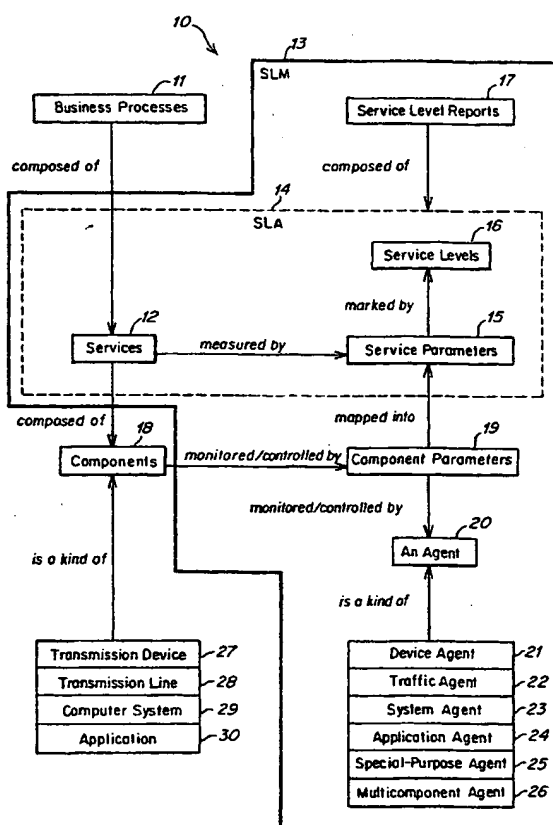 10
13
SLM
11
Business Processes
17
Service Level Reports
composed of
composed of
14
SLA
16
Service Levels
marked by
12
Services
measured by
15
Service Parameters
composed of
mapped into
18
Components
monitored/controlled by
19
Component Parameters
monitored/controlled by
20
An Agent
is a kind of
is a kind of
Transmission Device 27
Transmission Line 28
Computer System 29
Application 30
Device Agent 21
Traffic Agent 22
System Agent 23
Application Agent 24
Special-Purpose Agent 25
Multicomponent Agent 26